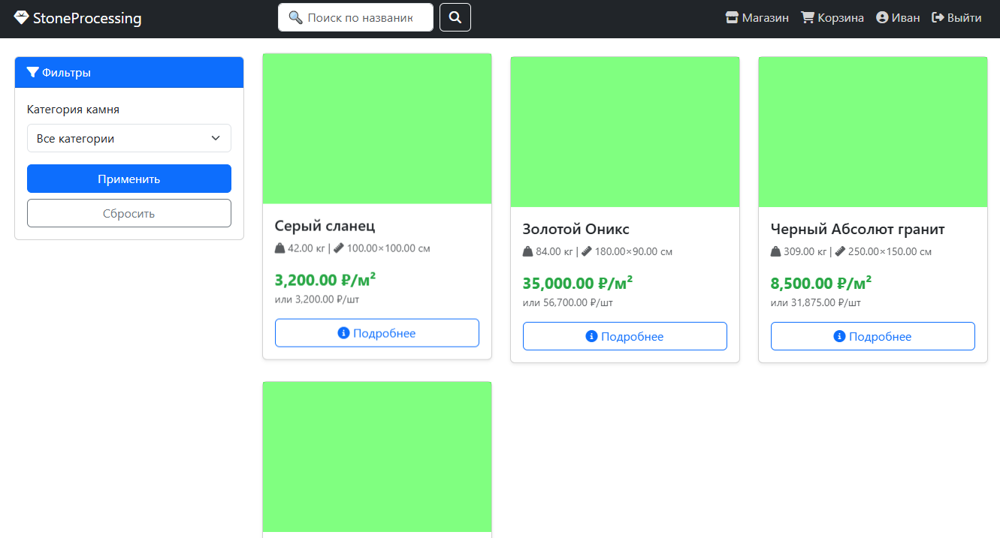 StoneProcessing
Поиск по названик
Магазин
Корзина
Иван
Выйти
Фильтры
Категория камня
Все категории
Применить
Сбросить
Серый сланец
42.00 кг | 100.00×100.00 см
3,200.00 ₽/м²
или 3,200.00 ₽/шт
Подробнее
Золотой Оникс
84.00 кг | 180.00×90.00 см
35,000.00 ₽/м²
или 56,700.00 ₽/шт
Подробнее
Черный Абсолют гранит
309.00 кг | 250.00×150.00 см
8,500.00 ₽/м²
или 31,875.00 ₽/шт
Подробнее